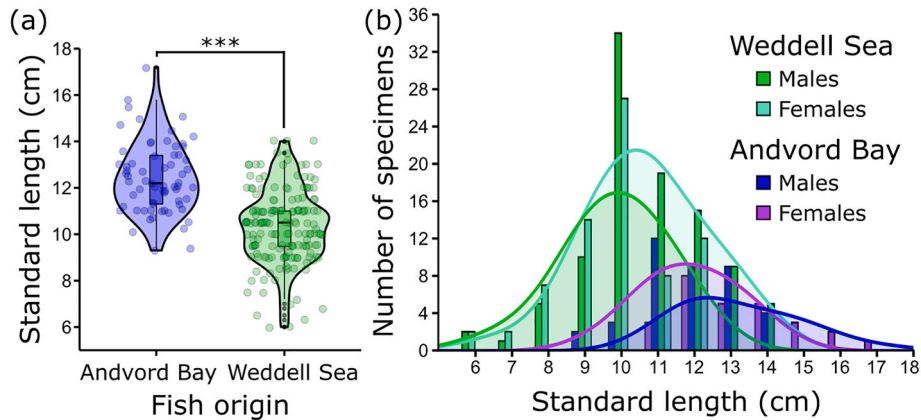 (a)
***
Standard length (cm)
18
16
14
12
10
8
6
Andvord Bay Weddell Sea
Fish origin
(b)
Number of specimens
36
32
28
24
20
16
12
8
4
0
6 7 8 9 10 11 12 13 14 15 16 17 18
Standard length (cm)
Weddell Sea
Males
Females
Andvord Bay
Males
Females